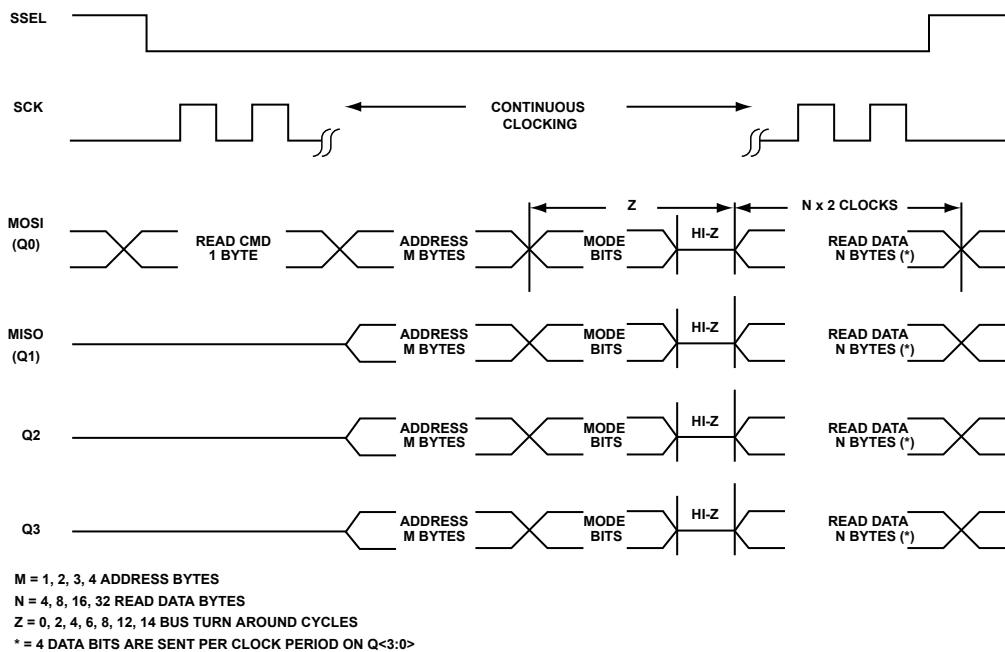 SSEL
SCK
CONTINUOUS
CLOCKING
Z
N x 2 CLOCKS
MOSI
(Q0)
READ CMD
1 BYTE
ADDRESS
M BYTES
MODE
BITS
HI-Z
READ DATA
N BYTES (*)
MISO
(Q1)
ADDRESS
M BYTES
MODE
BITS
HI-Z
READ DATA
N BYTES (*)
Q2
ADDRESS
M BYTES
MODE
BITS
HI-Z
READ DATA
N BYTES (*)
Q3
ADDRESS
M BYTES
MODE
BITS
HI-Z
READ DATA
N BYTES (*)
M = 1, 2, 3, 4 ADDRESS BYTES
N = 4, 8, 16, 32 READ DATA BYTES
Z = 0, 2, 4, 6, 8, 12, 14 BUS TURN AROUND CYCLES
* = 4 DATA BITS ARE SENT PER CLOCK PERIOD ON Q<3:0>